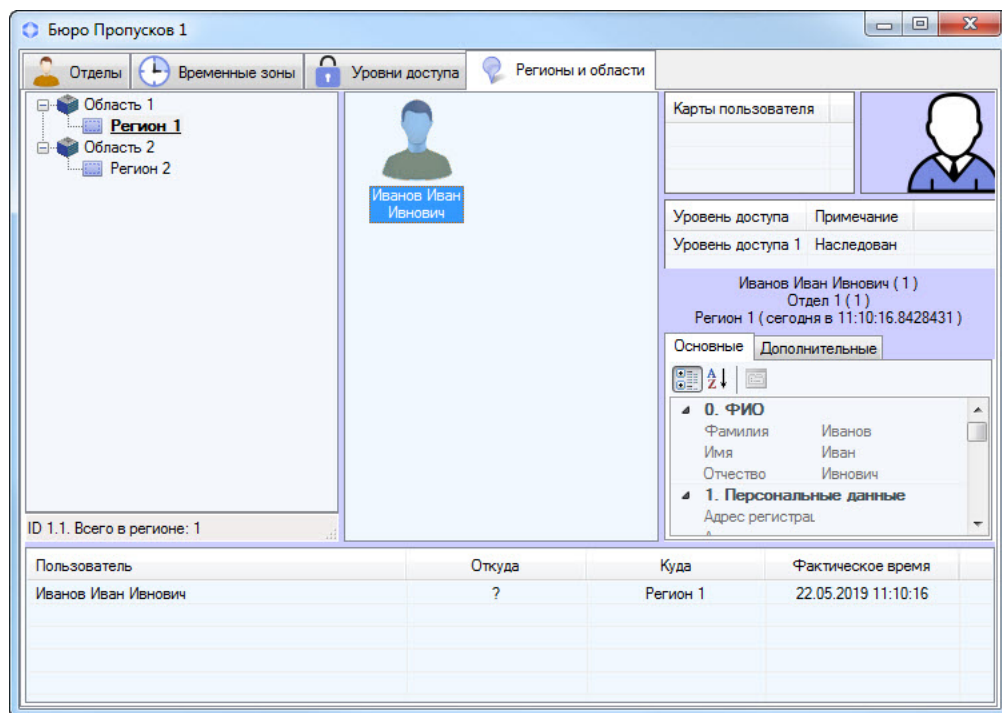 Бюро Пропусков 1
Отделы Временные зоны Уровни доступа Регионы и области
Область 1
Регион 1
Область 2
Регион 2
ID 1.1. Всего в регионе: 1
Иванов Иван
Ивнович
Карты пользователя
Уровень доступа Примечание
Уровень доступа 1 Наследован
Иванов Иван Ивнович ( 1 )
Отдел 1 ( 1 )
Регион 1 ( сегодня в 11:10:16.8428431 )
Основные Дополнительные
0. ФИО
Фамилия Иванов
Имя Иван
Отчество Ивнович
1. Персональные данные
Адрес регистрац
Пользователь Откуда Куда Фактическое время
Иванов Иван Ивнович ? Регион 1 22.05.2019 11:10:16